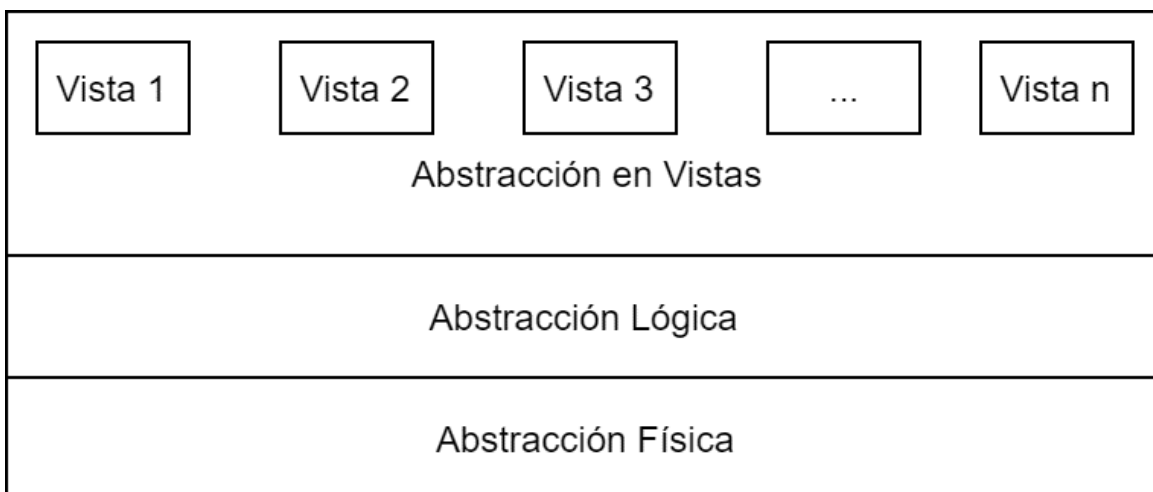 Vista 1
Vista 2
Vista 3
...
Vista n
Abstracción en Vistas
Abstracción Lógica
Abstracción Física